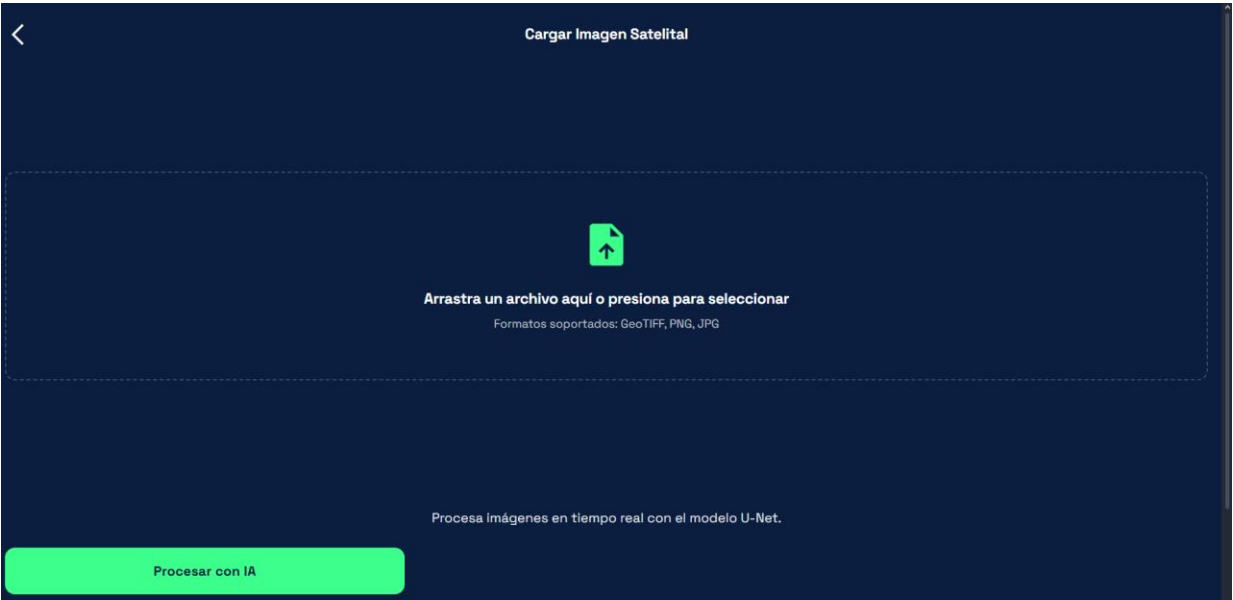 Cargar Imagen Satelital
Arrastra un archivo aquí o presiona para seleccionar
Formatos soportados: GeoTIFF, PNG, JPG
Procesa imágenes en tiempo real con el modelo U-Net.
Procesar con IA